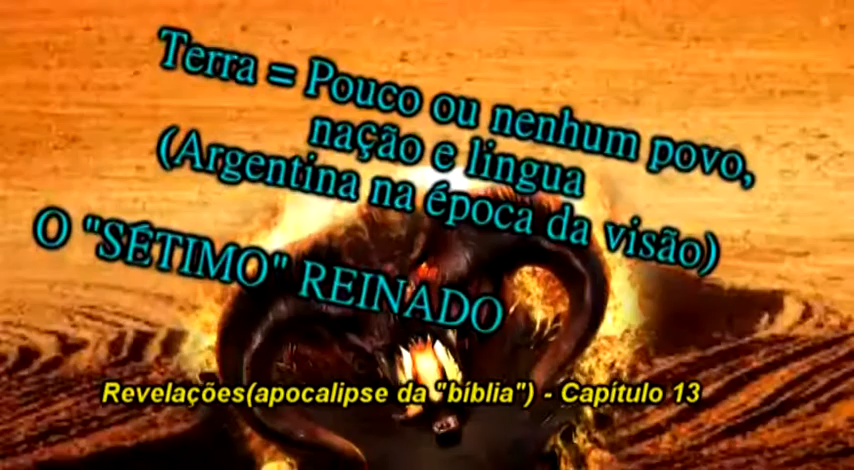 Terra = Pouco ou nenhum povo,
nação e lingua
(Argentina na época da visão)
O "SÉTIMO" REINADO
Revelações(apocalipse da "bíblia") - Capítulo 13